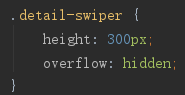 .detail-swiper {
    height: 300px;
    overflow: hidden;
}